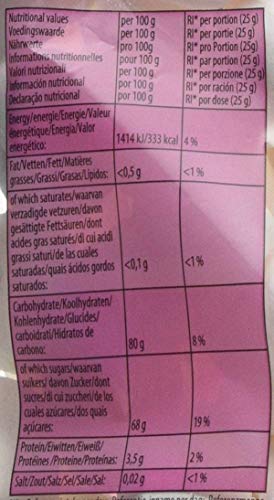 Nutritional values per 100 g RI* per portion (25 g)
Voedingswaarde per 100 g RI* per portie (25 g)
Nährwerte pro 100g RI* pro Portion (25g)
Informations nutritionnelles pour 100 g RI* par portion (25 g)
Valori nutrizionali per 100 g RI* per porzione (25 g)
Información nutricional por 100 g RI* por ración (25 g)
Declaração nutricional por 100 g RI* por dose (25 g)
Energy/energie/Energie/Valeur
énergétique/Energia/Valor
energético: 1414 kJ/333 kcal 4 %
Fat/Vetten/Fett/Matières
grasses/Grassi/Grasas/Lípidos: <0,5 g <1 %
of which saturates/waarvan
verzadigde vetzuren/davon
gesättigte Fettsäuren/dont
acides gras saturés/di cui acidi
grassi saturi/de las cuales
saturadas/quais ácidos gordos
saturados: <0,1 g <1 %
Carbohydrate/Koolhydraten/
Kohlenhydrate/Glucides/
carboidrati/Hidratos de
carbono: 80 g 8 %
of which sugars/waarvan
suikers/ davon Zucker/dont
sucres/di cui zuccheri/de los
cuales azúcares/dos quais
açúcares: 68 g 19 %
Protein/Eiwitten/Eiweiß/
Protéines /Proteine/Proteínas: 3,5 g 2 %
Salt/Zout/Salz/Sel/Sale/Sal: 0,02 g <1 %